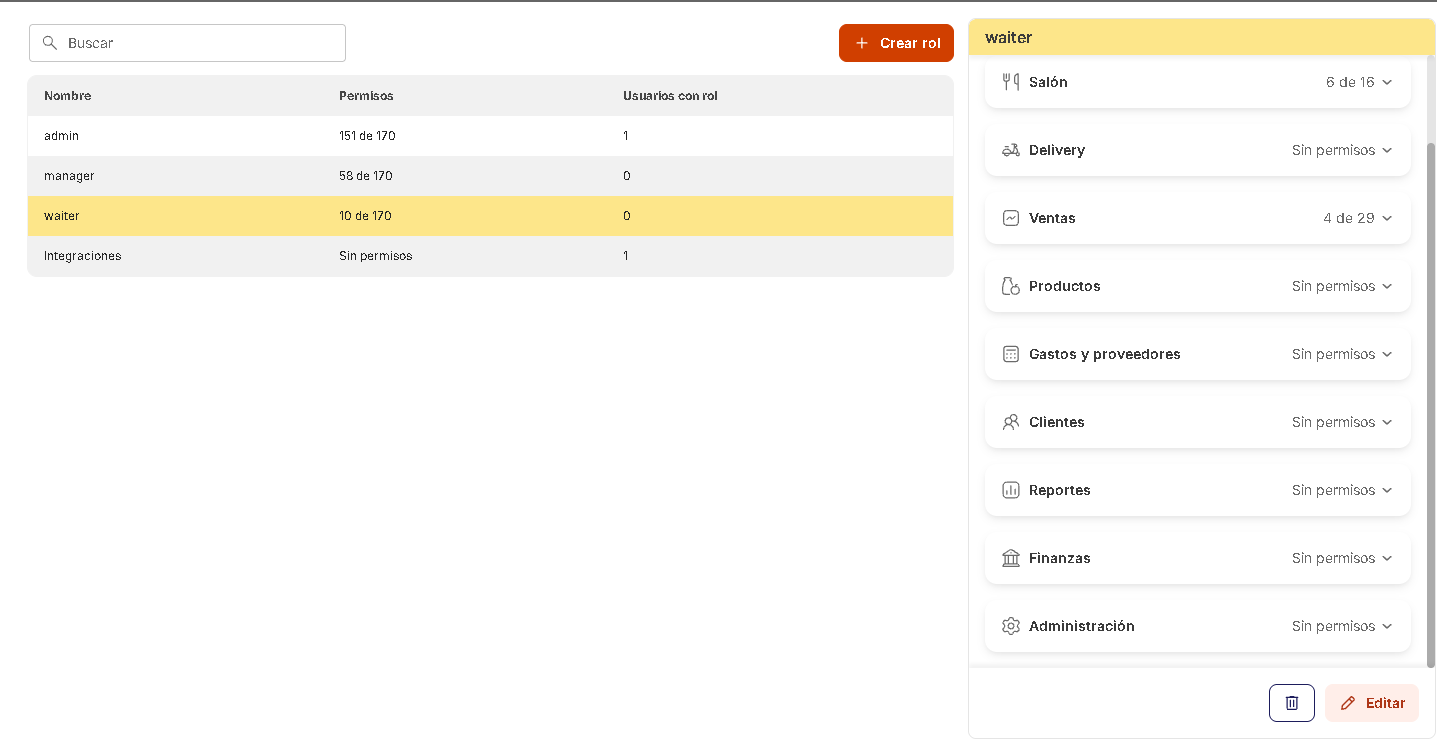 Buscar
Crear rol
Nombre Permisos Usuarios con rol
admin 151 de 170 1
manager 58 de 170 0
waiter 10 de 170 0
Integraciones Sin permisos 1
waiter
Salón 6 de 16
Delivery Sin permisos
Ventas 4 de 29
Productos Sin permisos
Gastos y proveedores Sin permisos
Clientes Sin permisos
Reportes Sin permisos
Finanzas Sin permisos
Administración Sin permisos
Editar